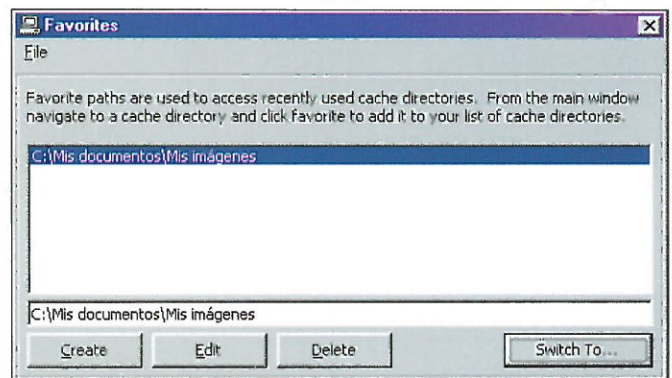 Favorites
File
Favorite paths are used to access recently used cache directories. From the main window
navigate to a cache directory and click favorite to add it to your list of cache directories.
C:\Mis documentos\Mis imágenes
C:\Mis documentos\Mis imágenes
Create Edit Delete Switch To...